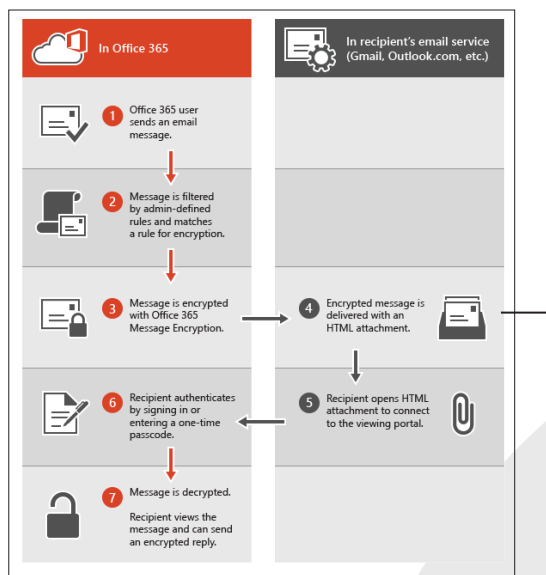 In Office 365
In recipient's email service
(Gmail, Outlook.com, etc.)
1
Office 365 user
sends an email
message.
2
Message is filtered
by admin-defined
rules and matches
a rule for encryption.
3
Message is encrypted
with Office 365
Message Encryption.
4
Encrypted message is
delivered with an
HTML attachment.
5
Recipient opens HTML
attachment to connect
to the viewing portal.
6
Recipient authenticates
by signing in or
entering a one-time
passcode.
7
Message is decrypted.
Recipient views the
message and can send
an encrypted reply.